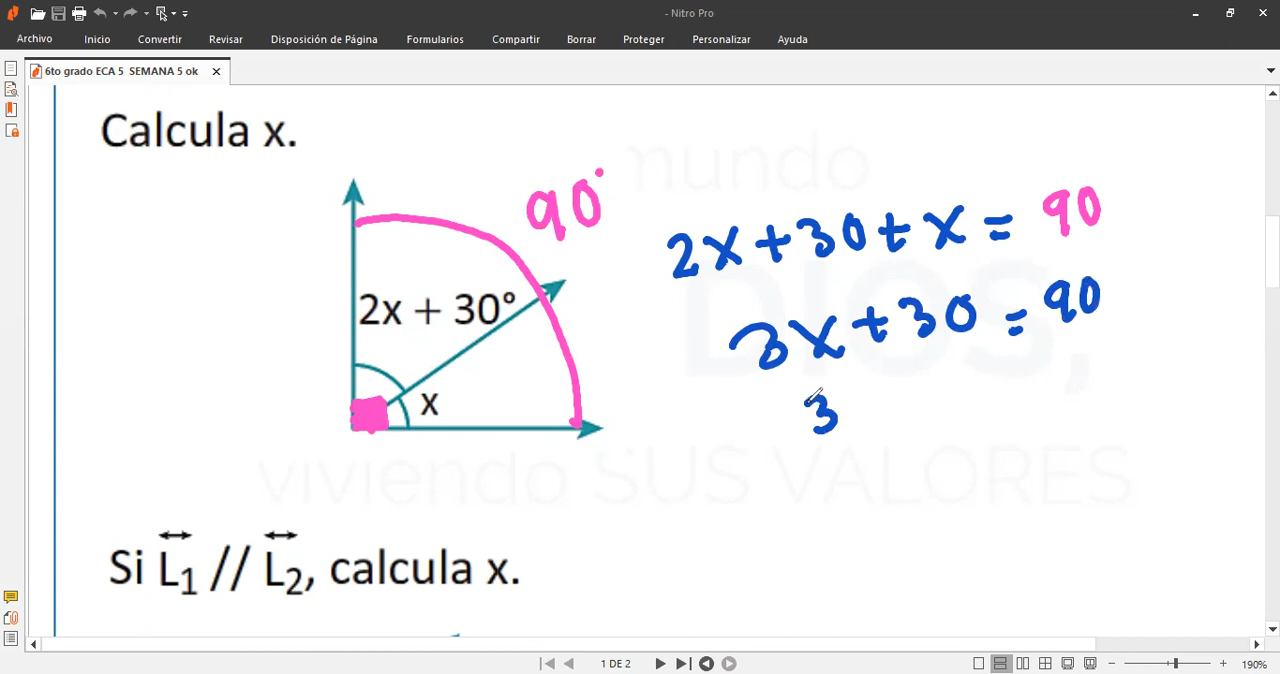 - Nitro Pro
Archivo Inicio Convertir Revisar Disposición de Página Formularios Compartir Borrar Proteger Personalizar Ayuda
6to grado ECA 5 SEMANA 5 ok
Calcula x.
mundo
DIOS,
viviendo SUS VALORES
90°
2x + 30°
x
2x + 30 + x = 90
3x + 30 = 90
3
Si L1 // L2, calcula x.
1 DE 2
190%